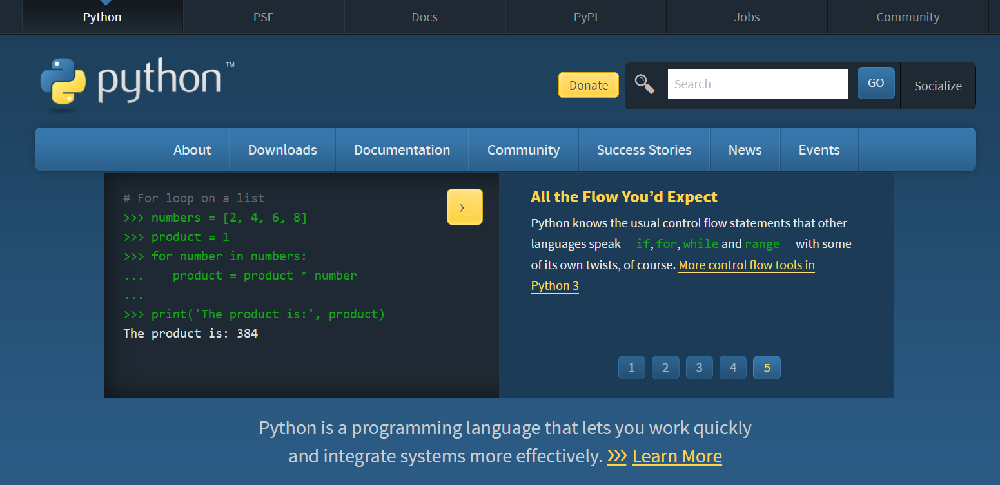 Python PSF Docs PyPI Jobs Community
python™
Donate Search GO Socialize
About Downloads Documentation Community Success Stories News Events
# For loop on a list
>>> numbers = [2, 4, 6, 8]
>>> product = 1
>>> for number in numbers:
...    product = product * number
...
>>> print('The product is:', product)
The product is: 384
>_
All the Flow You’d Expect
Python knows the usual control flow statements that other
languages speak — if, for, while and range — with some
of its own twists, of course. More control flow tools in
Python 3
1 2 3 4 5
Python is a programming language that lets you work quickly
and integrate systems more effectively. >>> Learn More